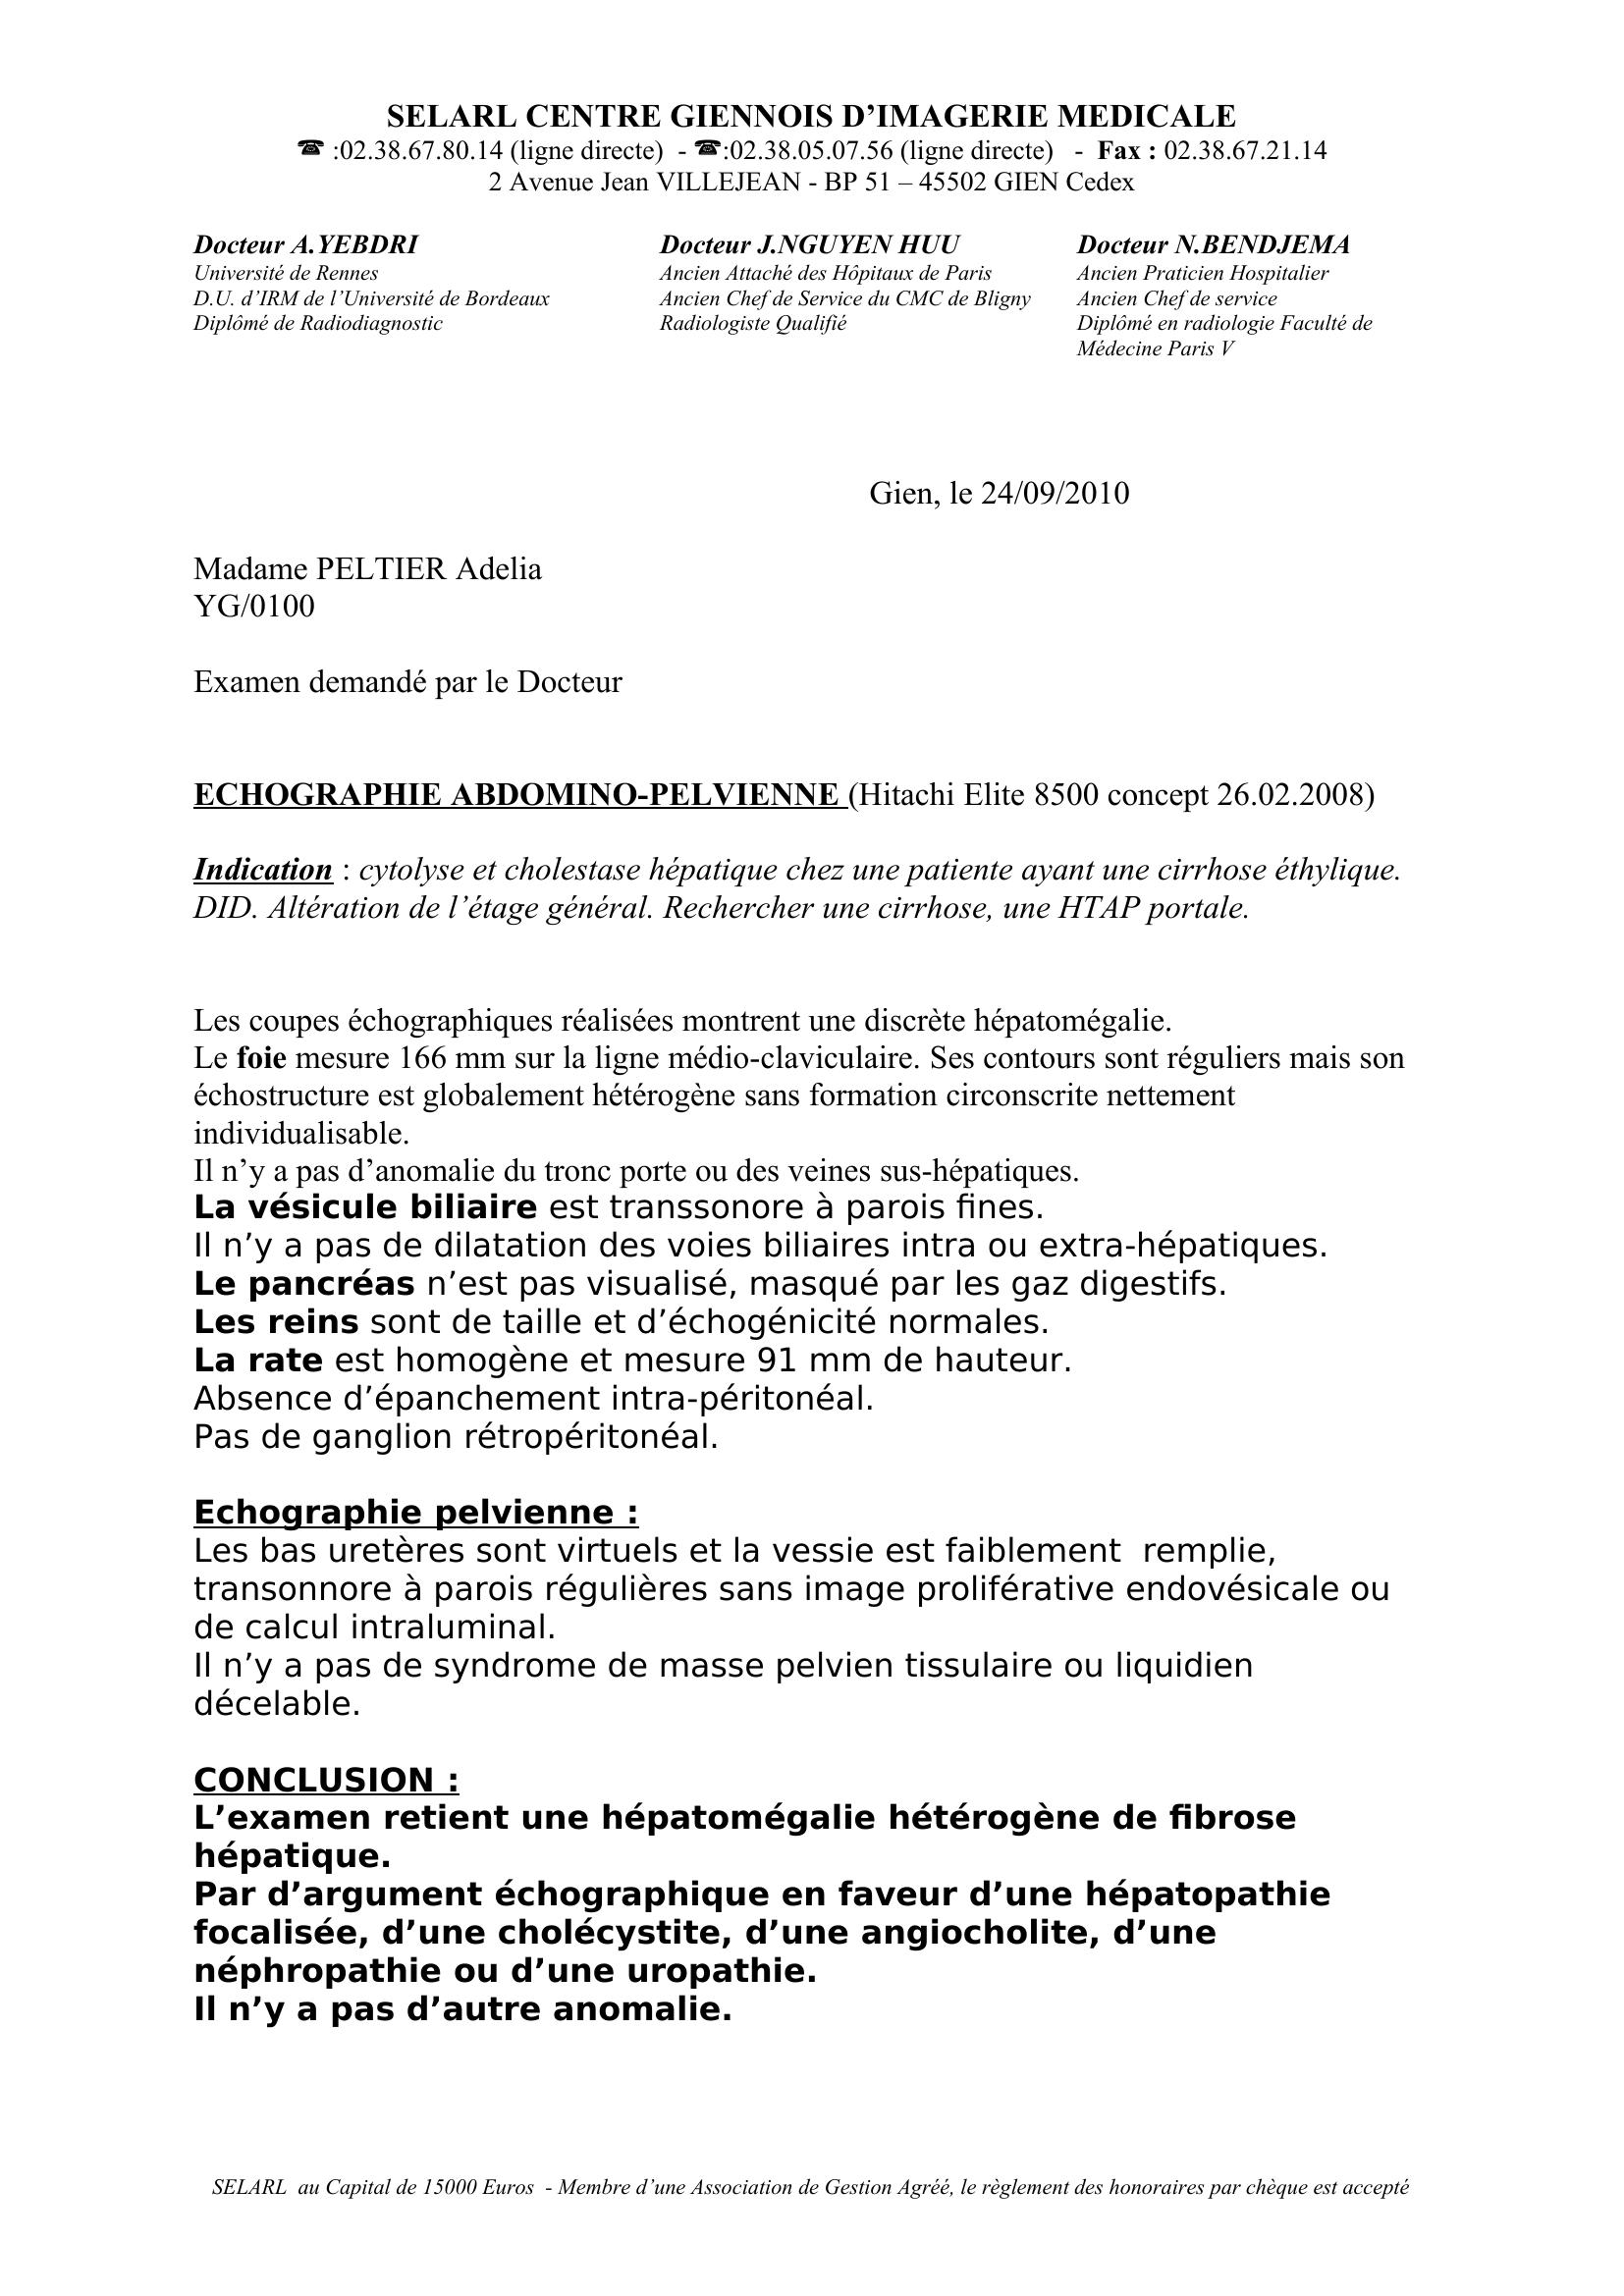 SELARL CENTRE GIENNOIS D’IMAGERIE MEDICALE
☎ :02.38.67.80.14 (ligne directe) - ☎:02.38.05.07.56 (ligne directe) - Fax : 02.38.67.21.14
2 Avenue Jean VILLEJEAN - BP 51 – 45502 GIEN Cedex
Docteur A.YEBDRI
Université de Rennes
D.U. d’IRM de l’Université de Bordeaux
Diplômé de Radiodiagnostic
Docteur J.NGUYEN HUU
Ancien Attaché des Hôpitaux de Paris
Ancien Chef de Service du CMC de Bligny
Radiologiste Qualifié
Docteur N.BENDJEMA
Ancien Praticien Hospitalier
Ancien Chef de service
Diplômé en radiologie Faculté de
Médecine Paris V
Gien, le 24/09/2010
Madame PELTIER Adelia
YG/0100
Examen demandé par le Docteur
ECHOGRAPHIE ABDOMINO-PELVIENNE (Hitachi Elite 8500 concept 26.02.2008)
Indication : cytolyse et cholestase hépatique chez une patiente ayant une cirrhose éthylique.
DID. Altération de l’étage général. Rechercher une cirrhose, une HTAP portale.
Les coupes échographiques réalisées montrent une discrète hépatomégalie.
Le foie mesure 166 mm sur la ligne médio-claviculaire. Ses contours sont réguliers mais son
échostructure est globalement hétérogène sans formation circonscrite nettement
individualisable.
Il n’y a pas d’anomalie du tronc porte ou des veines sus-hépatiques.
La vésicule biliaire est transsonore à parois fines.
Il n’y a pas de dilatation des voies biliaires intra ou extra-hépatiques.
Le pancréas n’est pas visualisé, masqué par les gaz digestifs.
Les reins sont de taille et d’échogénicité normales.
La rate est homogène et mesure 91 mm de hauteur.
Absence d’épanchement intra-péritonéal.
Pas de ganglion rétropéritonéal.
Echographie pelvienne :
Les bas uretères sont virtuels et la vessie est faiblement remplie,
transonnore à parois régulières sans image proliférative endovésicale ou
de calcul intraluminal.
Il n’y a pas de syndrome de masse pelvien tissulaire ou liquidien
décelable.
CONCLUSION :
L’examen retient une hépatomégalie hétérogène de fibrose
hépatique.
Par d’argument échographique en faveur d’une hépatopathie
focalisée, d’une cholécystite, d’une angiocholite, d’une
néphropathie ou d’une uropathie.
Il n’y a pas d’autre anomalie.
SELARL au Capital de 15000 Euros - Membre d’une Association de Gestion Agréé, le règlement des honoraires par chèque est accepté